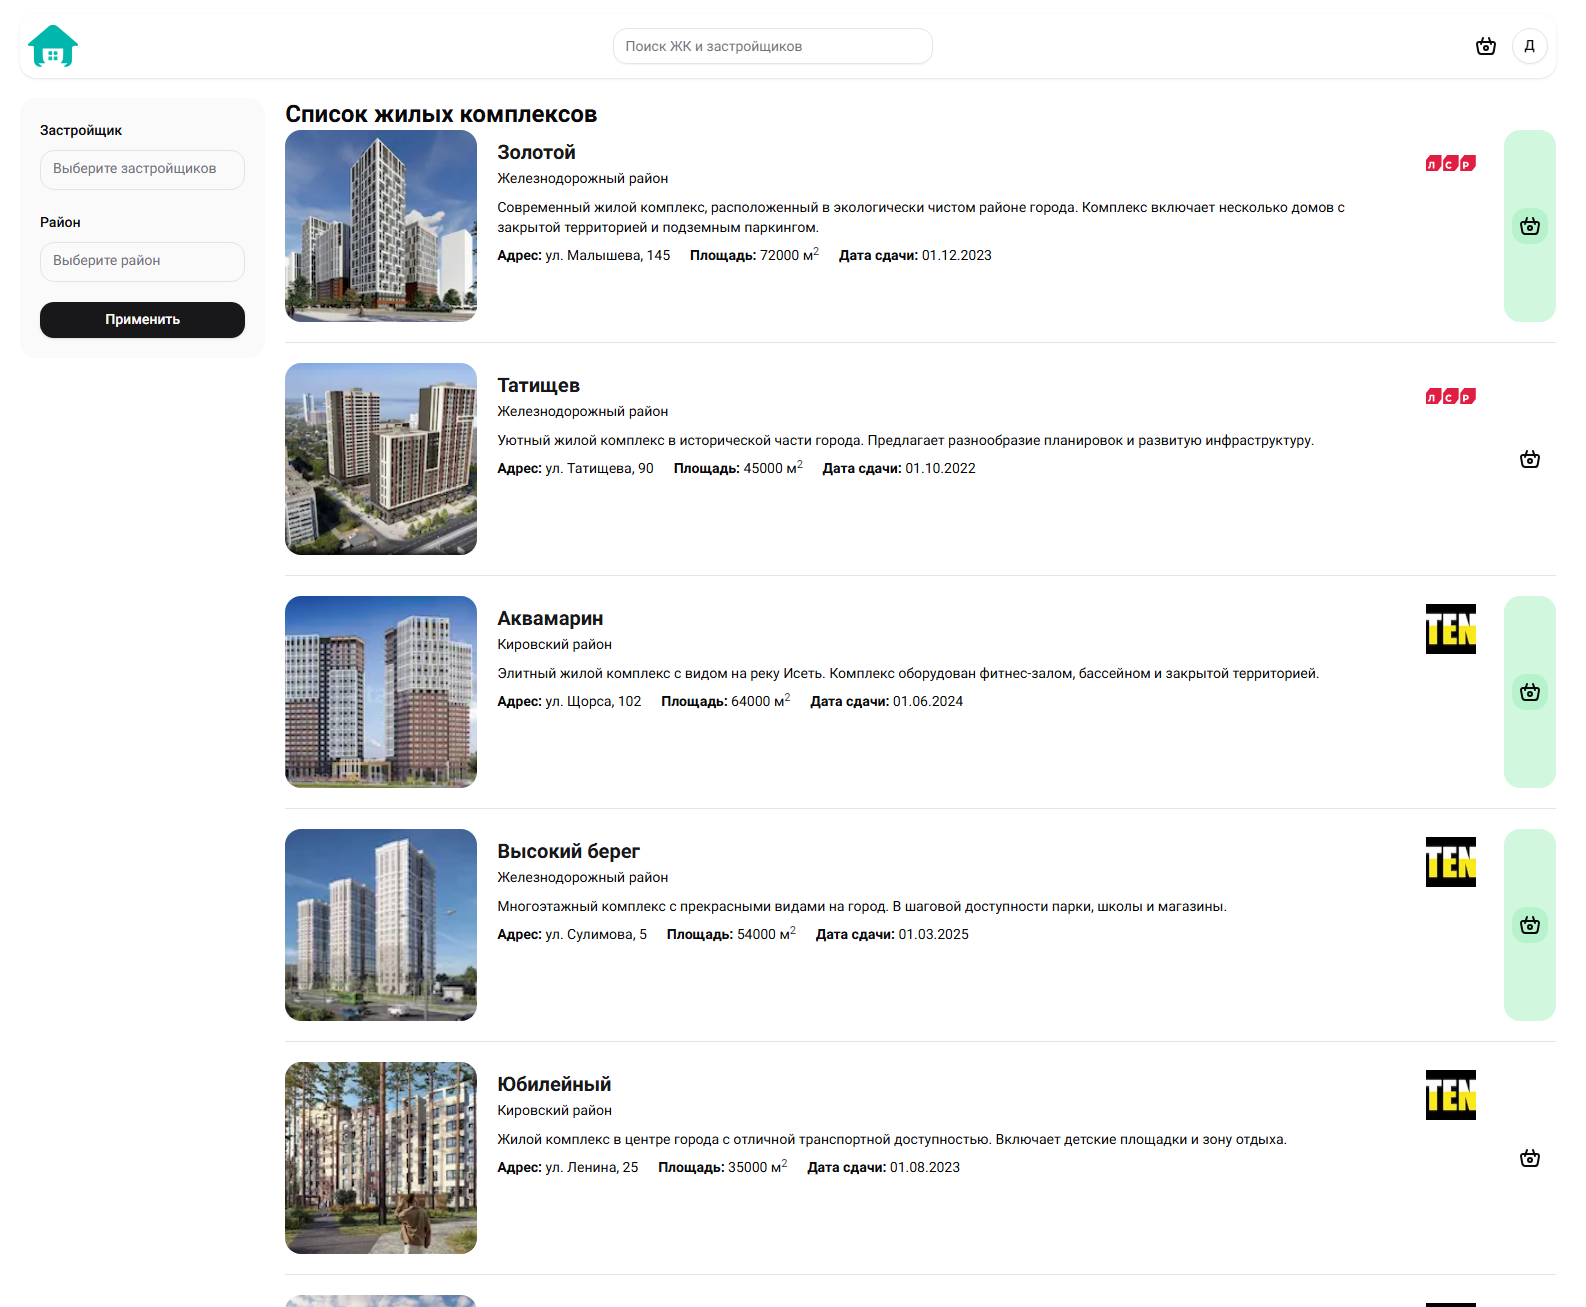 Поиск ЖК и застройщиков
Д
Застройщик
Выберите застройщиков
Район
Выберите район
Применить
Список жилых комплексов
Золотой
Железнодорожный район
Современный жилой комплекс, расположенный в экологически чистом районе города. Комплекс включает несколько домов с
закрытой территорией и подземным паркингом.
Адрес: ул. Малышева, 145 Площадь: 72000 м² Дата сдачи: 01.12.2023
ЛСР
Татищев
Железнодорожный район
Уютный жилой комплекс в исторической части города. Предлагает разнообразие планировок и развитую инфраструктуру.
Адрес: ул. Татищева, 90 Площадь: 45000 м² Дата сдачи: 01.10.2022
ЛСР
Аквамарин
Кировский район
Элитный жилой комплекс с видом на реку Исеть. Комплекс оборудован фитнес-залом, бассейном и закрытой территорией.
Адрес: ул. Щорса, 102 Площадь: 64000 м² Дата сдачи: 01.06.2024
TEN
Высокий берег
Железнодорожный район
Многоэтажный комплекс с прекрасными видами на город. В шаговой доступности парки, школы и магазины.
Адрес: ул. Сулимова, 5 Площадь: 54000 м² Дата сдачи: 01.03.2025
TEN
Юбилейный
Кировский район
Жилой комплекс в центре города с отличной транспортной доступностью. Включает детские площадки и зону отдыха.
Адрес: ул. Ленина, 25 Площадь: 35000 м² Дата сдачи: 01.08.2023
TEN